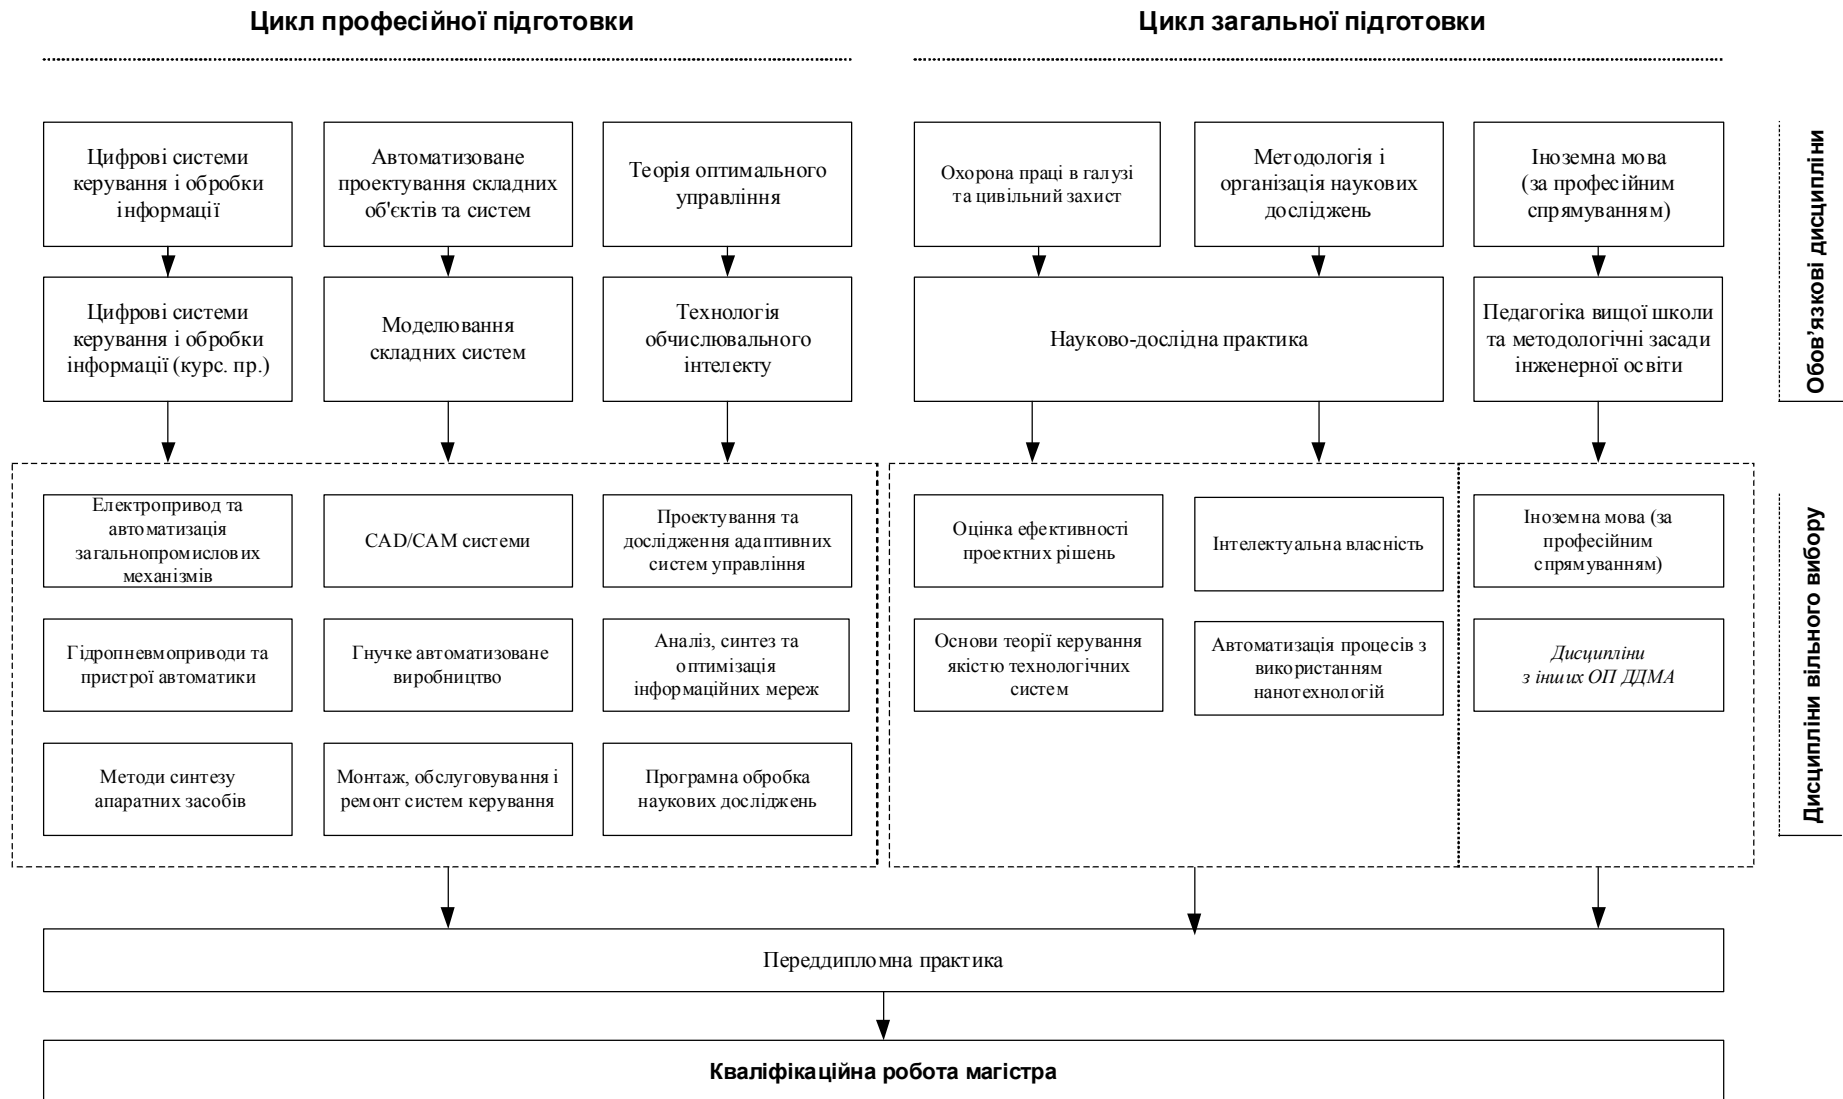 Цикл професійної підготовки
Цикл загальної підготовки
Цифрові системи
керування і обробки
інформації
Автоматизоване
проектування складних
об'єктів та систем
Теорія оптимального
управління
Охорона праці в галузі
та цивільний захист
Методологія і
організація наукових
досліджень
Іноземна мова
(за професійним
спрямуванням)
Обов’язкові дисципліни
Цифрові системи
керування і обробки
інформації (курс. пр.)
Моделювання
складних систем
Технологія
обчислювального
інтелекту
Науково-дослідна практика
Педагогіка вищої школи
та методологічні засади
інженерної освіти
Електропривод та
автоматизація
загальнопромислових
механізмів
CAD/CAM системи
Проектування та
дослідження адаптивних
систем управління
Оцінка ефективності
проектних рішень
Інтелектуальна власність
Іноземна мова (за
професійним
спрямуванням)
Дисципліни вільного вибору
Гідропневмоприводи та
пристрої автоматики
Гнучке автоматизоване
виробництво
Аналіз, синтез та
оптимізація
інформаційних мереж
Основи теорії керування
якістю технологічних
систем
Автоматизація процесів з
використанням
нанотехнологій
Дисципліни
з інших ОП ДДМА
Методи синтезу
апаратних засобів
Монтаж, обслуговування і
ремонт систем керування
Програмна обробка
наукових досліджень
Переддипломна практика
Кваліфікаційна робота магістра